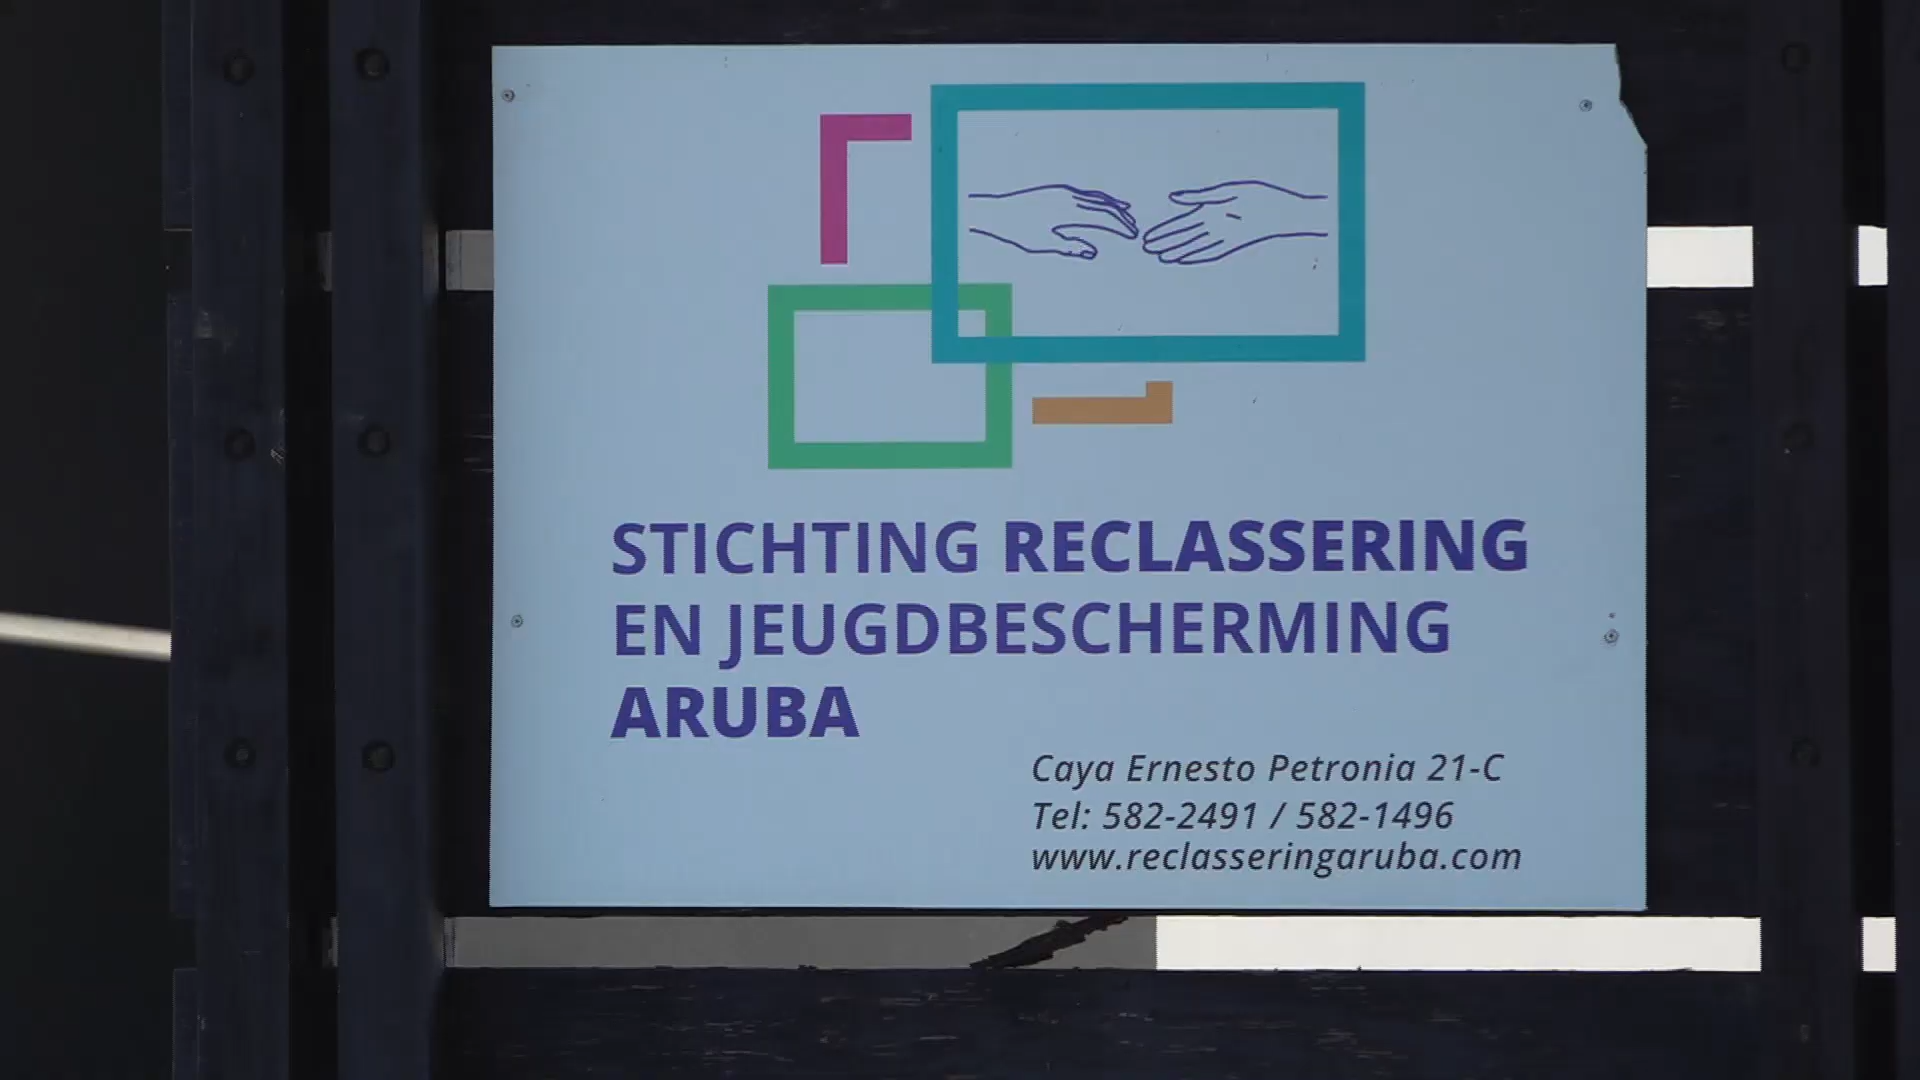 STICHTING RECLASSERING
EN JEUGDBESCHERMING
ARUBA
Caya Ernesto Petronia 21-C
Tel: 582-2491 / 582-1496
www.reclasseringaruba.com